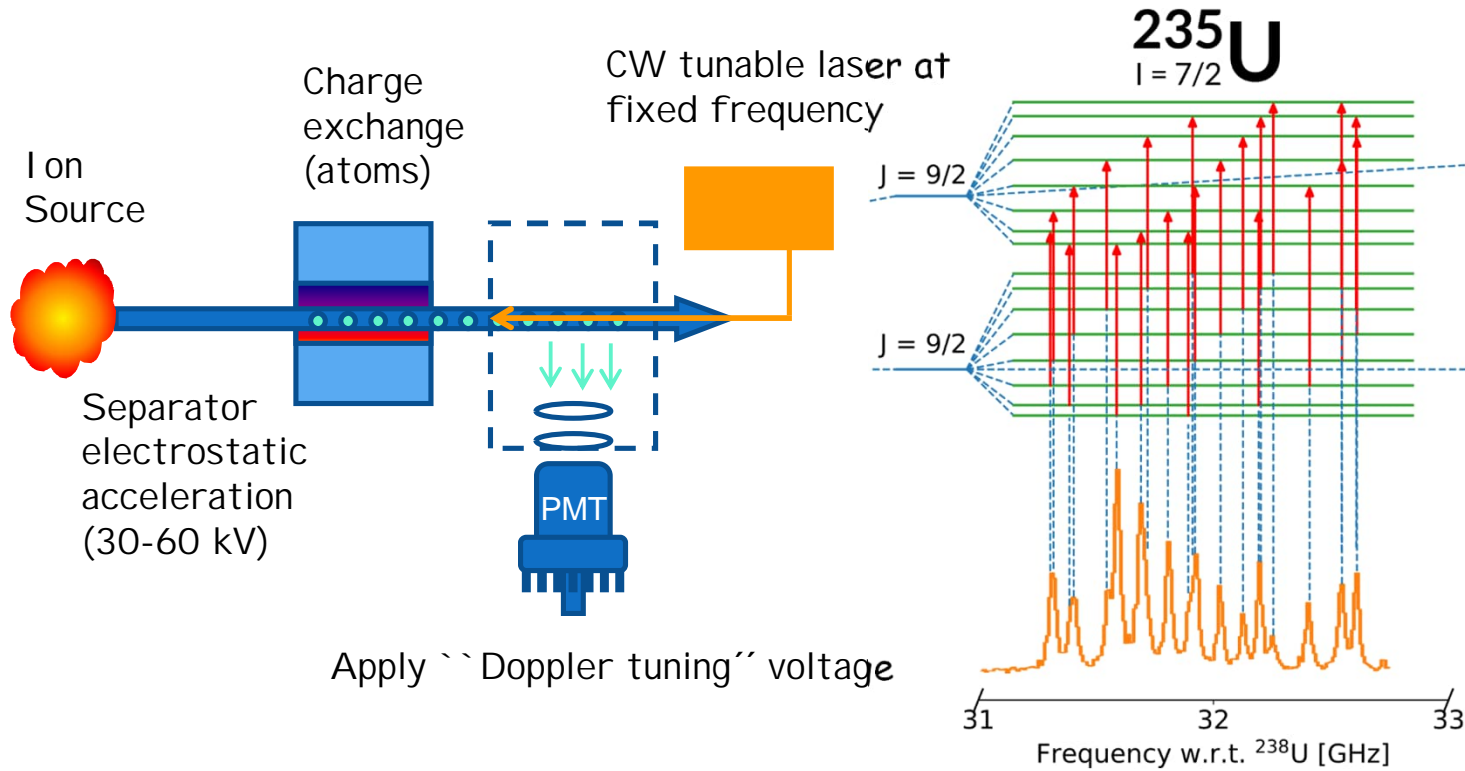 Ion
Source
Charge
exchange
(atoms)
CW tunable laser at
fixed frequency
Separator
electrostatic
acceleration
(30-60 kV)
PMT
Apply ``Doppler tuning´´ voltage
235U
I = 7/2
J = 9/2
J = 9/2
31 32 33
Frequency w.r.t. 238U [GHz]